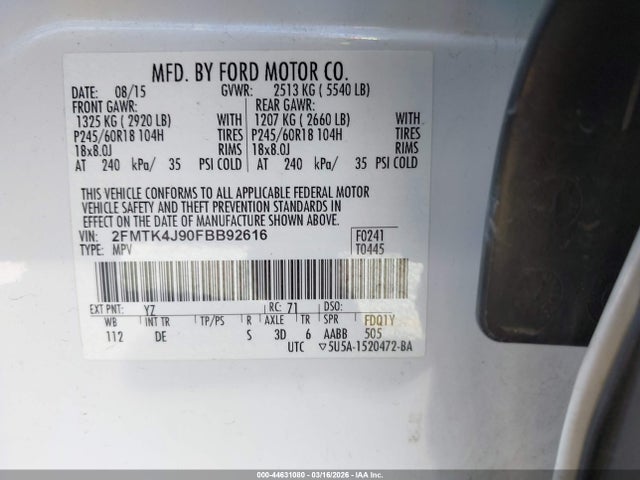 MFD. BY FORD MOTOR CO.
DATE: 08/15 GVWR: 2513 KG ( 5540 LB)
FRONT GAWR: REAR GAWR:
1325 KG ( 2920 LB) WITH 1207 KG ( 2660 LB) WITH
P245/60R18 104H TIRES P245/60R18 104H TIRES
18x8.0J RIMS 18x8.0J RIMS
AT 240 kPa/ 35 PSI COLD AT 240 kPa/ 35 PSI COLD
THIS VEHICLE CONFORMS TO ALL APPLICABLE FEDERAL MOTOR
VEHICLE SAFETY AND THEFT PREVENTION STANDARDS IN
EFFECT ON THE DATE OF MANUFACTURE SHOWN ABOVE.
VIN: 2FMTK4J90FBB92616 F0241
TYPE: MPV T0445
EXT PNT: YZ RC: 71 DSO:
WB INT TR TP/PS R AXLE TR SPR FDQ1Y
112 DE S 3D 6 AABB 505
UTC ▽5U5A-1520472-BA
000-44631080 - 03/16/2026 - IAAI.COM